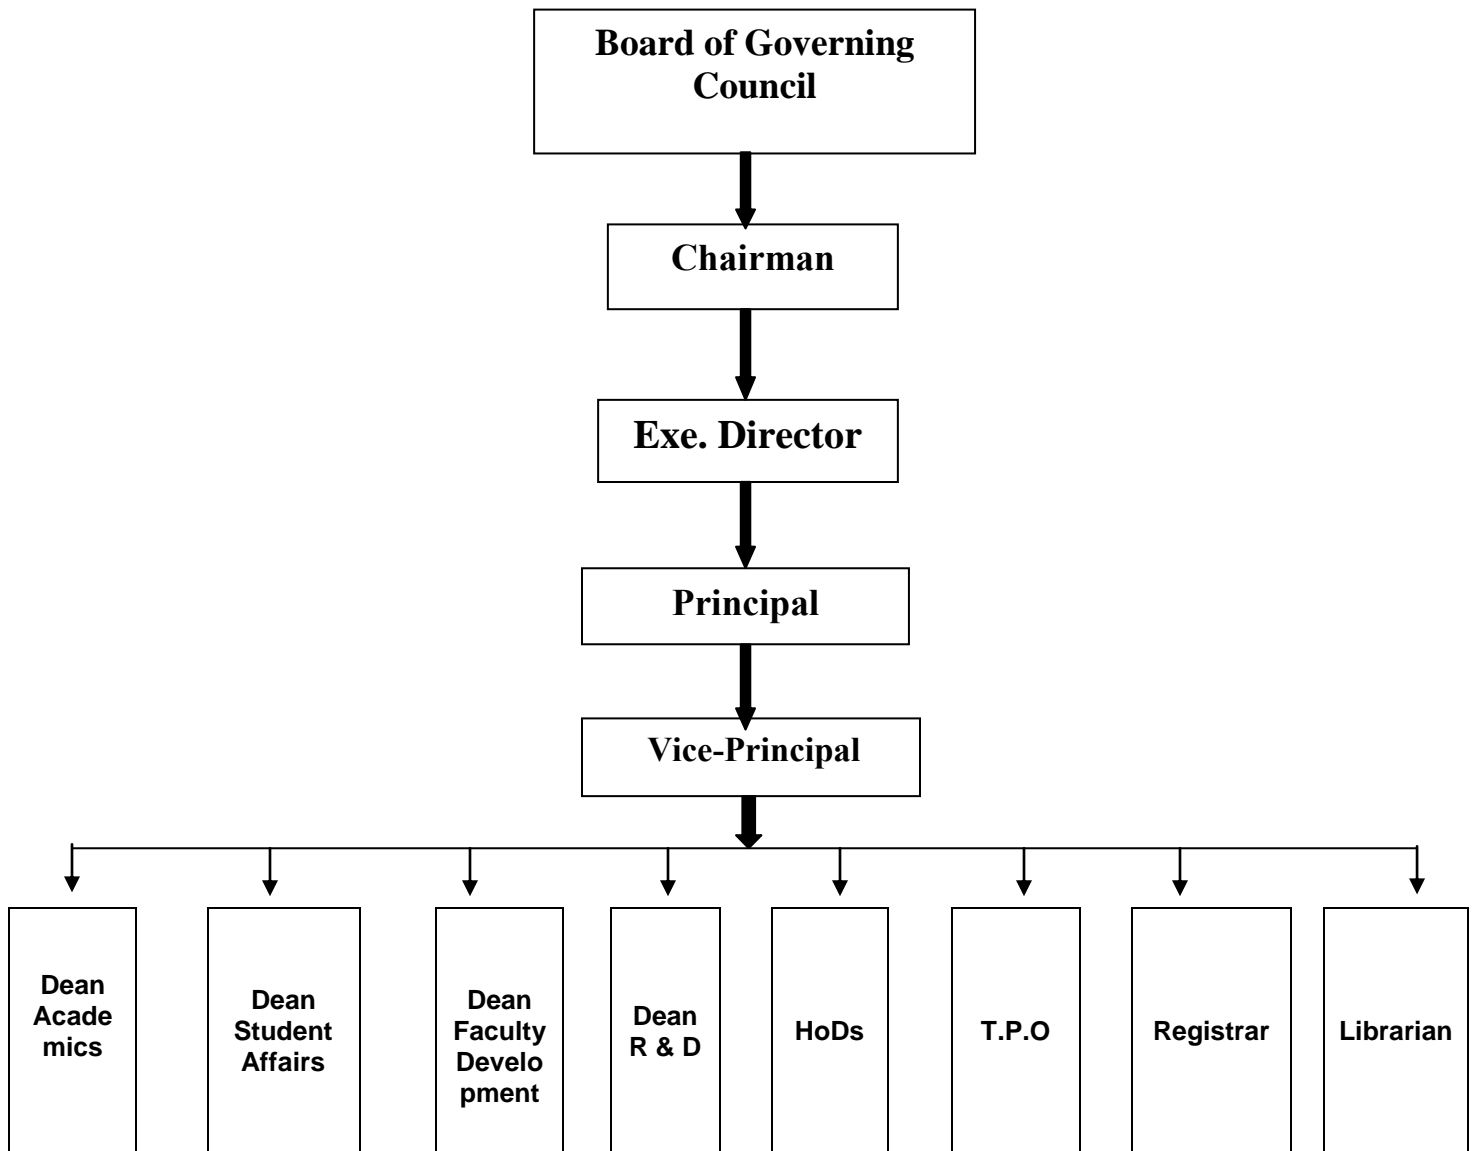 Board of Governing
Council
Chairman
Exe. Director
Principal
Vice-Principal
Dean
Acade
mics
Dean
Student
Affairs
Dean
Faculty
Develo
pment
Dean
R & D
HoDs
T.P.O
Registrar
Librarian